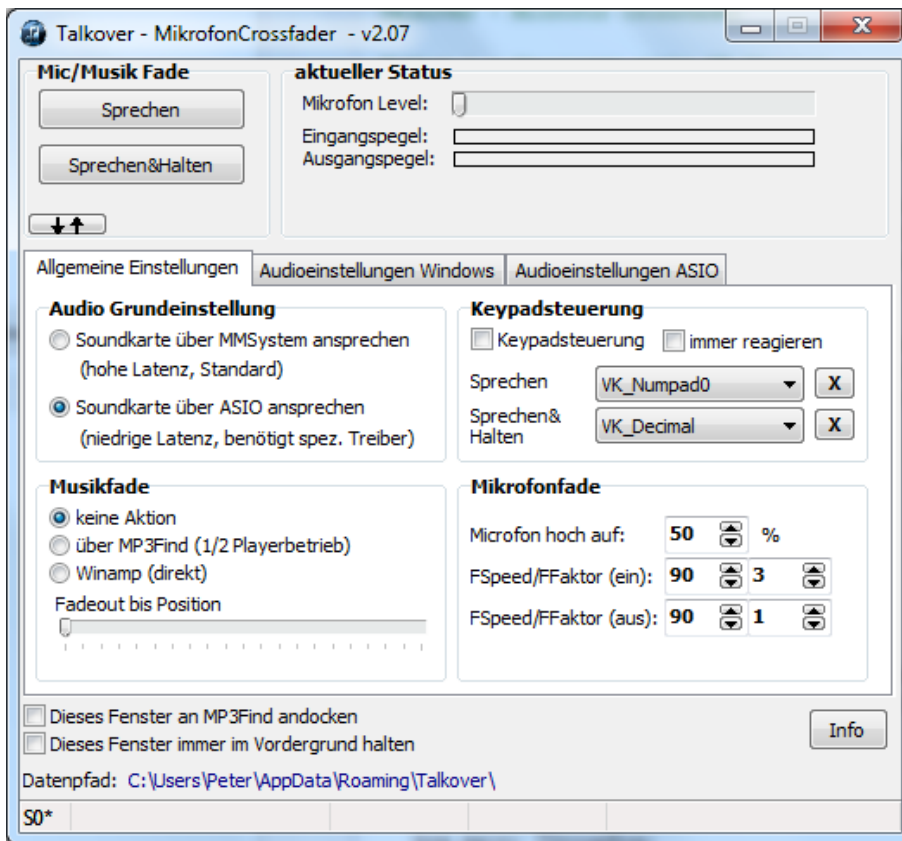 Talkover - MikrofonCrossfader - v2.07
Mic/Musik Fade
Sprechen
Sprechen&Halten
aktueller Status
Mikrofon Level:
Eingangspegel:
Ausgangspegel:
Allgemeine Einstellungen
Audioeinstellungen Windows
Audioeinstellungen ASIO
Audio Grundeinstellung
Soundkarte über MMSystem ansprechen
(hohe Latenz, Standard)
Soundkarte über ASIO ansprechen
(niedrige Latenz, benötigt spez. Treiber)
Keypadsteuerung
Keypadsteuerung
immer reagieren
Sprechen
VK_Numpad0
X
Sprechen&
Halten
VK_Decimal
X
Musikfade
keine Aktion
über MP3Find (1/2 Playerbetrieb)
Winamp (direkt)
Fadeout bis Position
Mikrofonfade
Microfon hoch auf: 50 %
FSpeed/FFaktor (ein): 90 3
FSpeed/FFaktor (aus): 90 1
Dieses Fenster an MP3Find andocken
Dieses Fenster immer im Vordergrund halten
Info
Datenpfad: C:\Users\Peter\AppData\Roaming\Talkover\
S0*